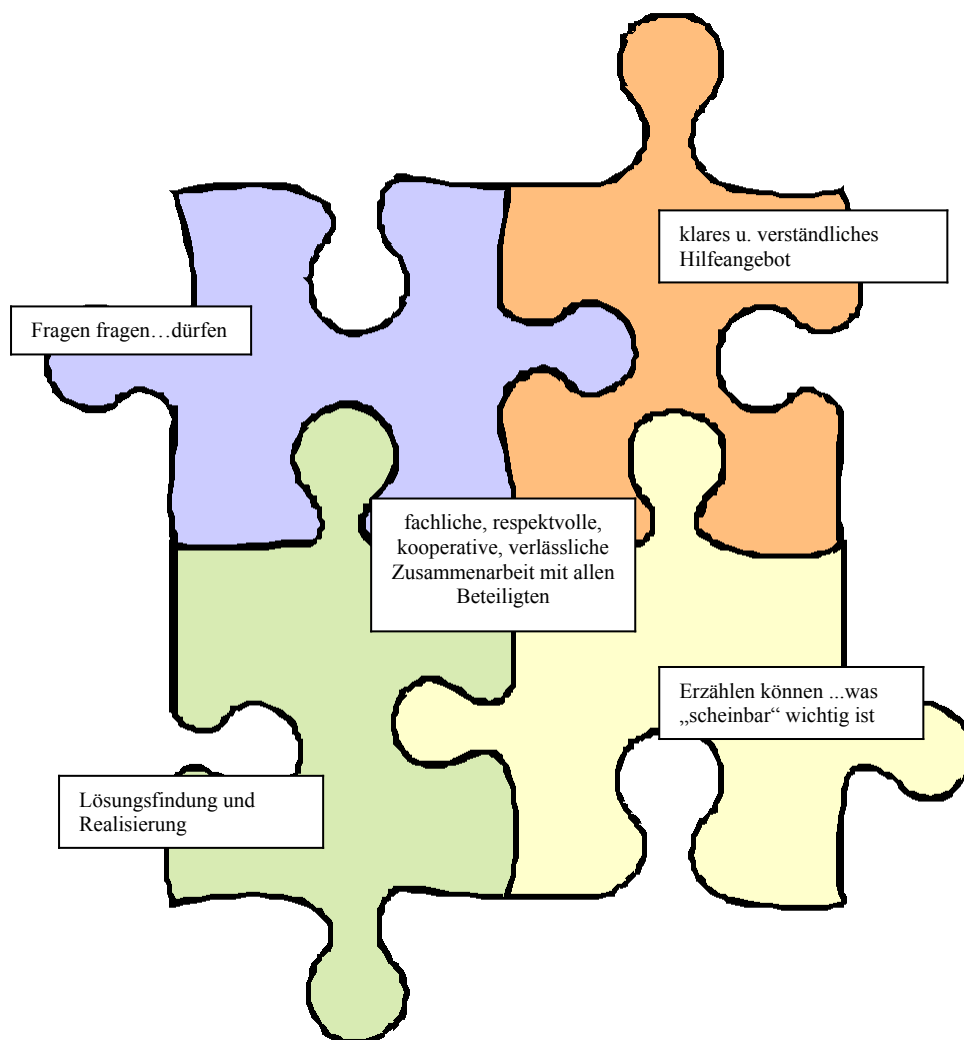 klares u. verständliches
Hilfeangebot
Fragen fragen…dürfen
fachliche, respektvolle,
kooperative, verlässliche
Zusammenarbeit mit allen
Beteiligten
Erzählen können ...was
„scheinbar“ wichtig ist
Lösungsfindung und
Realisierung